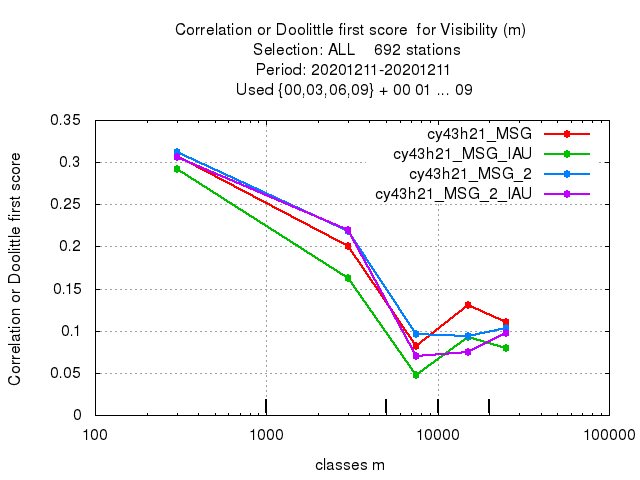 Correlation or Doolittle first score  for Visibility (m)
Selection: ALL    692 stations
Period: 20201211-20201211
Used {00,03,06,09} + 00 01 ... 09
Correlation or Doolittle first score
0.35
0.3
0.25
0.2
0.15
0.1
0.05
0
cy43h21_MSG
cy43h21_MSG_IAU
cy43h21_MSG_2
cy43h21_MSG_2_IAU
100 1000 10000 100000
classes m